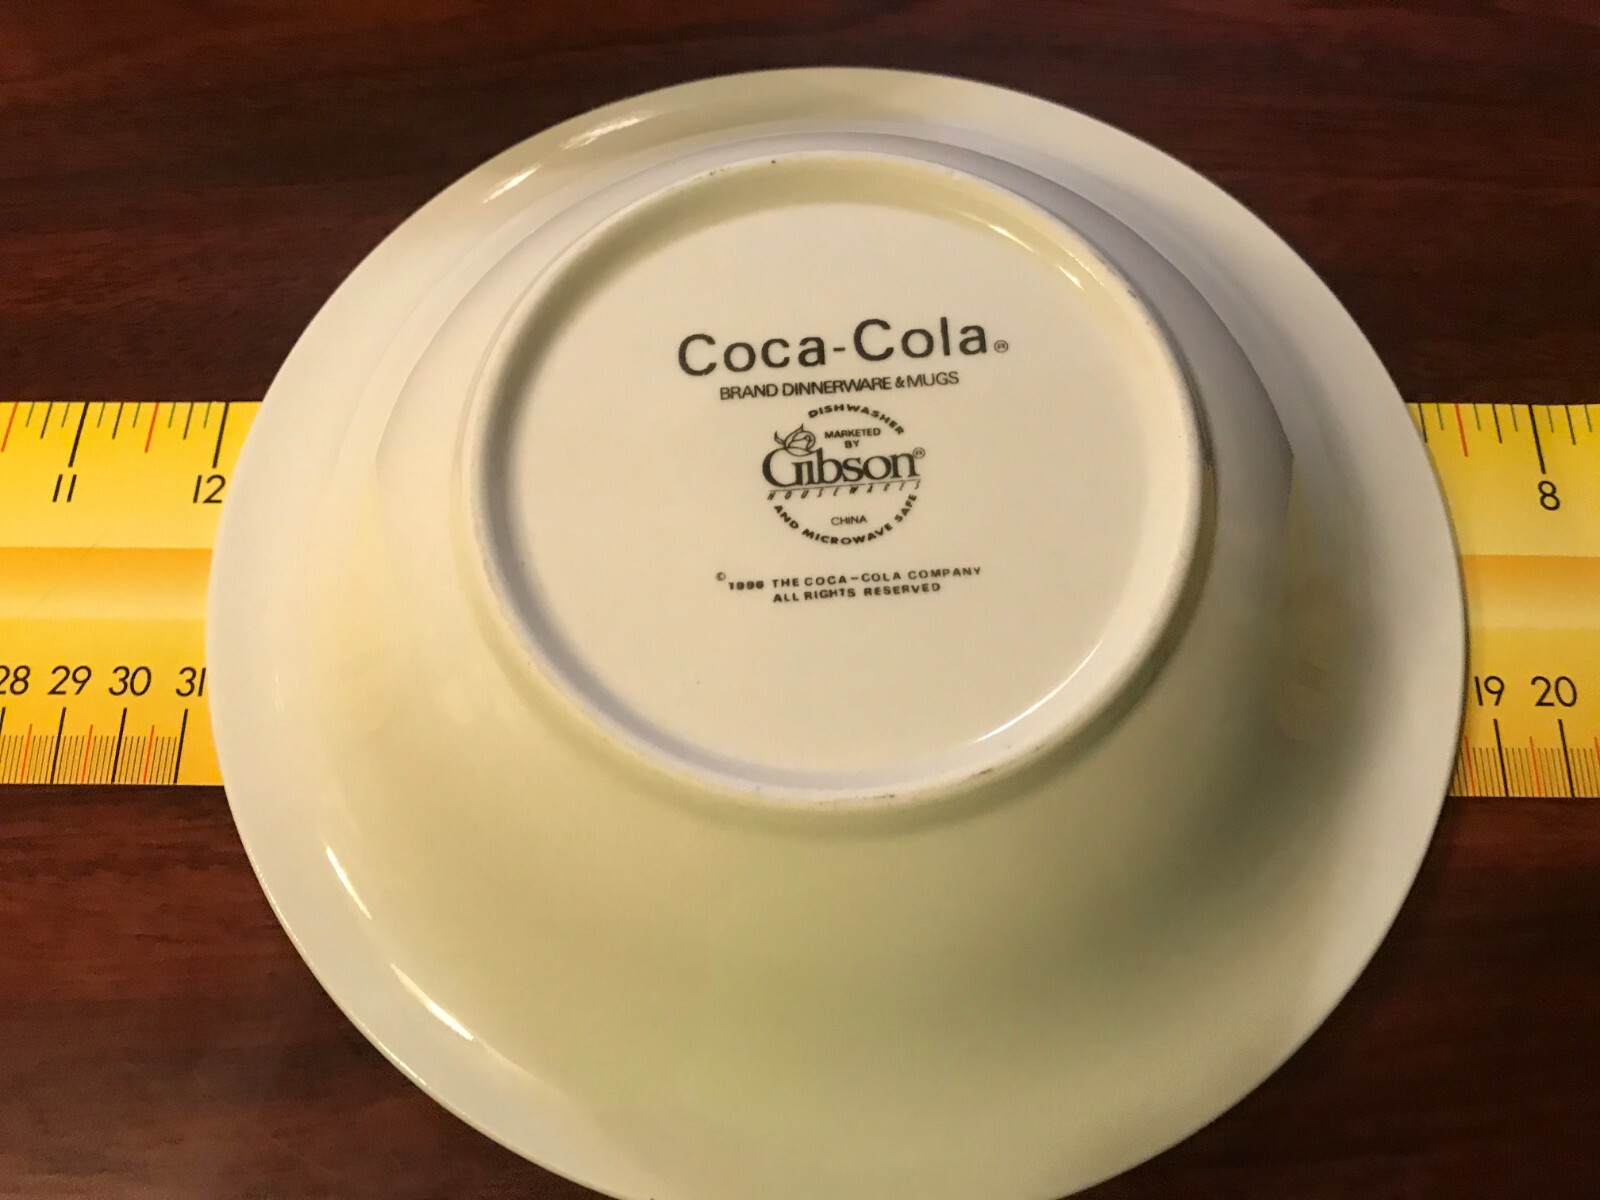 Coca-Cola®
BRAND DINNERWARE & MUGS
DISHWASHER
MARKETED
BY
Gibson®
HOUSEWARES
CHINA
AND MICROWAVE SAFE
© 1996 THE COCA-COLA COMPANY
ALL RIGHTS RESERVED
11 12
8
28 29 30 31
19 20